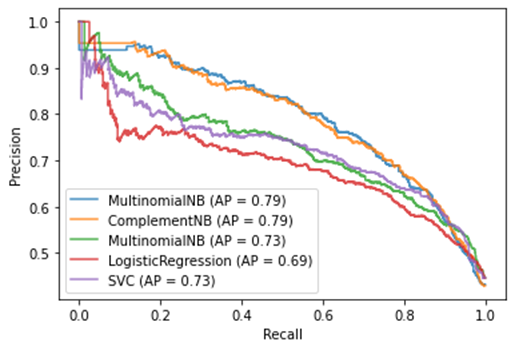 1.0
0.9
0.8
0.7
0.6
0.5
Precision
MultinomialNB (AP = 0.79)
ComplementNB (AP = 0.79)
MultinomialNB (AP = 0.73)
LogisticRegression (AP = 0.69)
SVC (AP = 0.73)
0.0 0.2 0.4 0.6 0.8 1.0
Recall